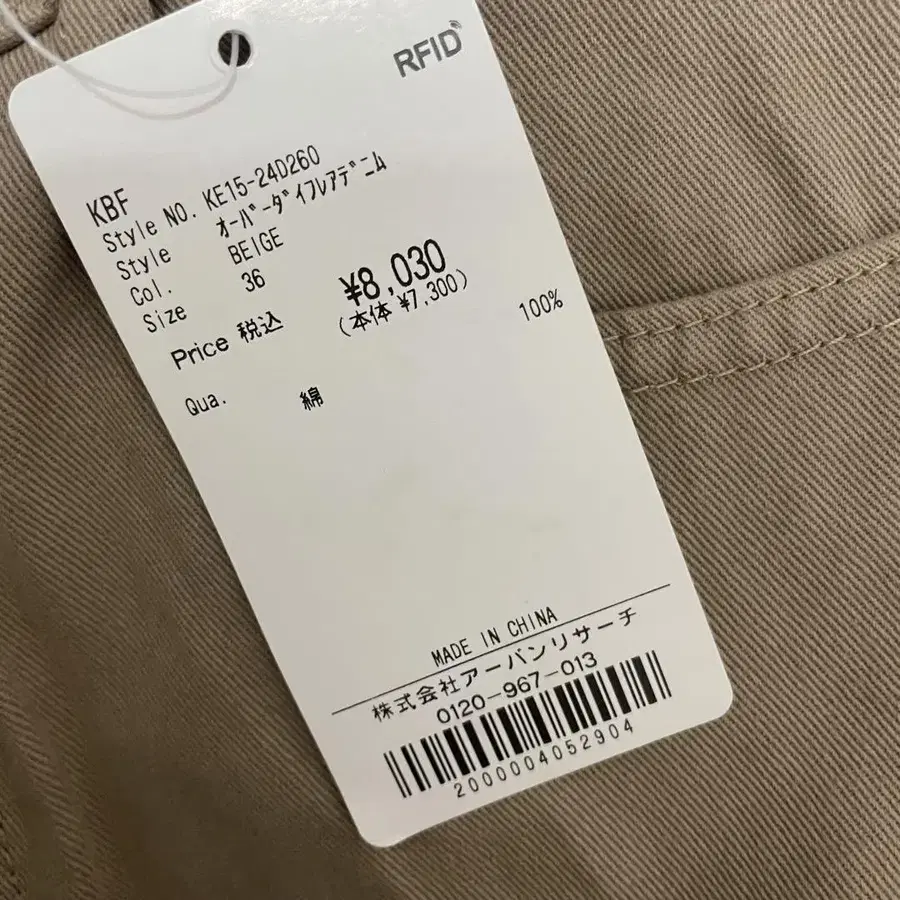 RFID
KBF
Style NO. KE15-24D260
Style ｵｰﾊﾞｰﾀﾞｲﾌﾚｱﾃﾞﾆﾑ
Col. BEIGE
Size 36
Price 税込 ¥8,030
(本体 ¥7,300)
Qua. 綿 100%
MADE IN CHINA
株式会社アーバンリサーチ
0120-967-013
2000004052904